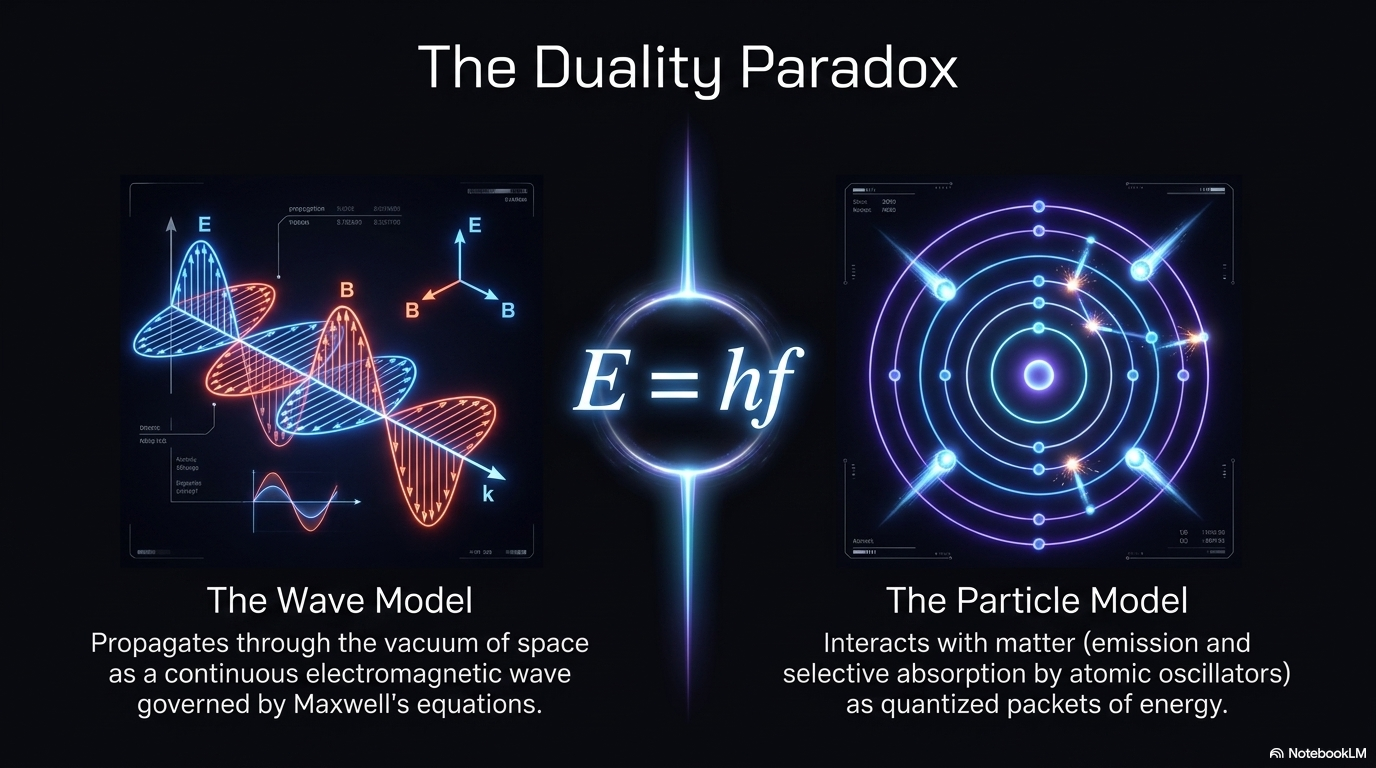 The Duality Paradox
E
B
E
B
B
k
propagation
E = hf
The Wave Model
Propagates through the vacuum of space
as a continuous electromagnetic wave
governed by Maxwell's equations.
The Particle Model
Interacts with matter (emission and
selective absorption by atomic oscillators)
as quantized packets of energy.
NotebookLM